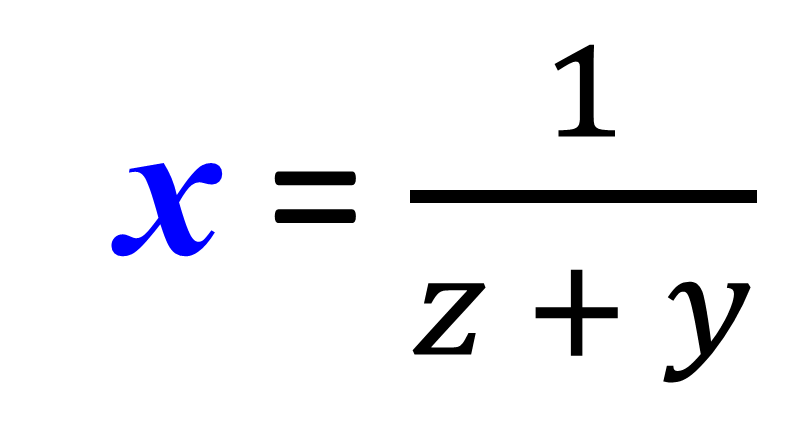 x = 1 / (z + y)